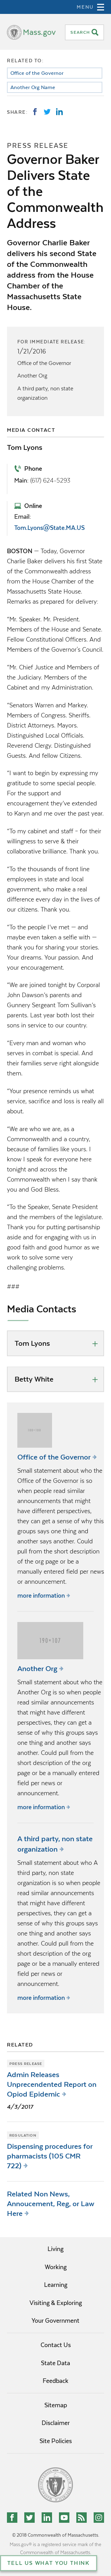 MENU
Mass.gov
SEARCH
RELATED TO
Office of the Governor
Another Org Name
SHARE
PRESS RELEASE
Governor Baker
Delivers State
of the
Commonwealth
Address
Governor Charlie Baker
delivers his second State
of the Commonwealth
address from the House
Chamber of the
Massachusetts State
House.
FOR IMMEDIATE RELEASE:
1/21/2016
Office of the Governor
Another Org
A third party, non state
organization
MEDIA CONTACT
Tom Lyons
Phone
Main: (617) 624-5293
Online
Email:
Tom.Lyons@State.MA.US
BOSTON — Today, Governor
Charlie Baker delivers his first State
of the Commonwealth address
from the House Chamber of the
Massachusetts State House.
Remarks as prepared for delivery:
"Mr. Speaker. Mr. President.
Members of the House and Senate.
Fellow Constitutional Officers. And
Members of the Governor's Council.
"Mr. Chief Justice and Members of
the Judiciary. Members of the
Cabinet and my Administration.
"Senators Warren and Markey.
Members of Congress. Sheriffs.
District Attorneys. Mayors.
Distinguished Local Officials.
Reverend Clergy. Distinguished
Guests. And fellow Citizens.
"I want to begin by expressing my
gratitude to several people. For the
support and the
encouragement they've extended
to Karyn and me over the past year.
"To my own team and staff - for their
willingness to serve & their
collaborative brilliance. Thank you.
"To the thousands of front line
employees in state and local
government, who make a real
difference every day in the lives of
our citizens. Thank you.
"To the people I've met — and
maybe even taken a selfie with —
thank you for sharing your stories.
Your dreams. Your passion. And
your encouragement.
"We are joined tonight by Corporal
John Dawson's parents and
Gunnery Sergeant Tom Sullivan's
parents. Last year, their sons died in
service to us all.
"Every man and woman who
serves in combat is special. And
their families serve right alongside
them.
"Your presence reminds us what
service, sacrifice and loss is really all
about.
"We are who we are, as a
Commonwealth and a country,
because of families like yours. I
know I speak for everyone here
tonight and throughout the
Commonwealth when I say thank
you and God Bless.
"To the Speaker, Senate President
and other members of the legislature.
Thank you for putting partisanship
and discord aside and for working
with us in good faith and good humor as we
work to solve some very
challenging problems.
###
Media Contacts
Tom Lyons
Betty White
Office of the Governor
Small statement about why the
Office of the Governor is so
when people read similar
announcements that might
have different perspectives,
they can get a sense of why this
groups says one thing and
another says another. Could
pull from the short description
of the org page or be a
manually entered field per news
or announcement.
more information
Another Org
Small statement about why the
Another Org is so when people
read similar announcements
that might have different
perspectives, they can get a
sense of why this groups says
one thing and another says
another. Could pull from the
short description of the org
page or be a manually entered
field per news or
announcement.
more information
A third party, non state
organization
Small statement about who A
third party, non state
organization is so when people
read similar announcements
that might have different
perspectives, they can get a
sense of why this groups says
one thing and another says
another. Could pull from the
short description of the org
page or be a manually entered
field per news or
announcement.
more information
RELATED
PRESS RELEASE
Admin Releases
Unprecendented Report on
Opiod Epidemic
4/3/2017
REGULATION
Dispensing procedures for
pharmacists (105 CMR
722)
Related Non News,
Annoucement, Reg, or Law
Here
Living
Working
Learning
Visiting & Exploring
Your Government
Contact Us
State Data
Feedback
Sitemap
Disclaimer
Site Policies
© 2018 Commonwealth of Massachusetts.
Mass.gov® is a registered service mark of the
Commonwealth of Massachusetts.
TELL US WHAT YOU THINK